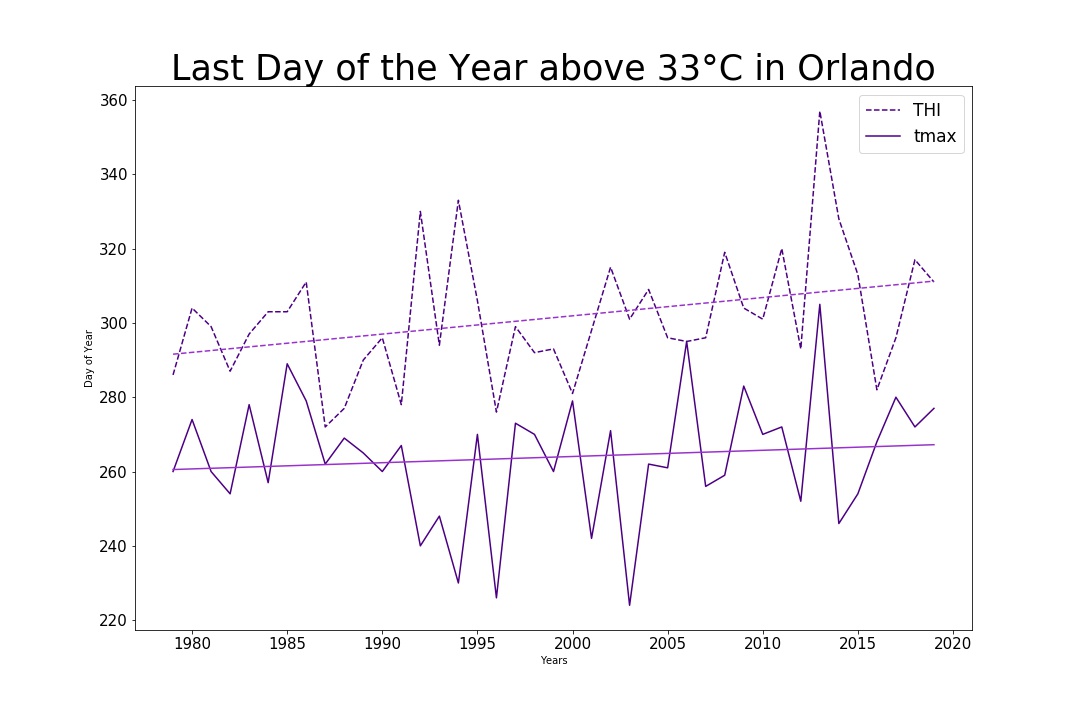 Last Day of the Year above 33°C in Orlando
THI
tmax
360
340
320
300
280
260
240
220
Day of Year
1980 1985 1990 1995 2000 2005 2010 2015 2020
Years